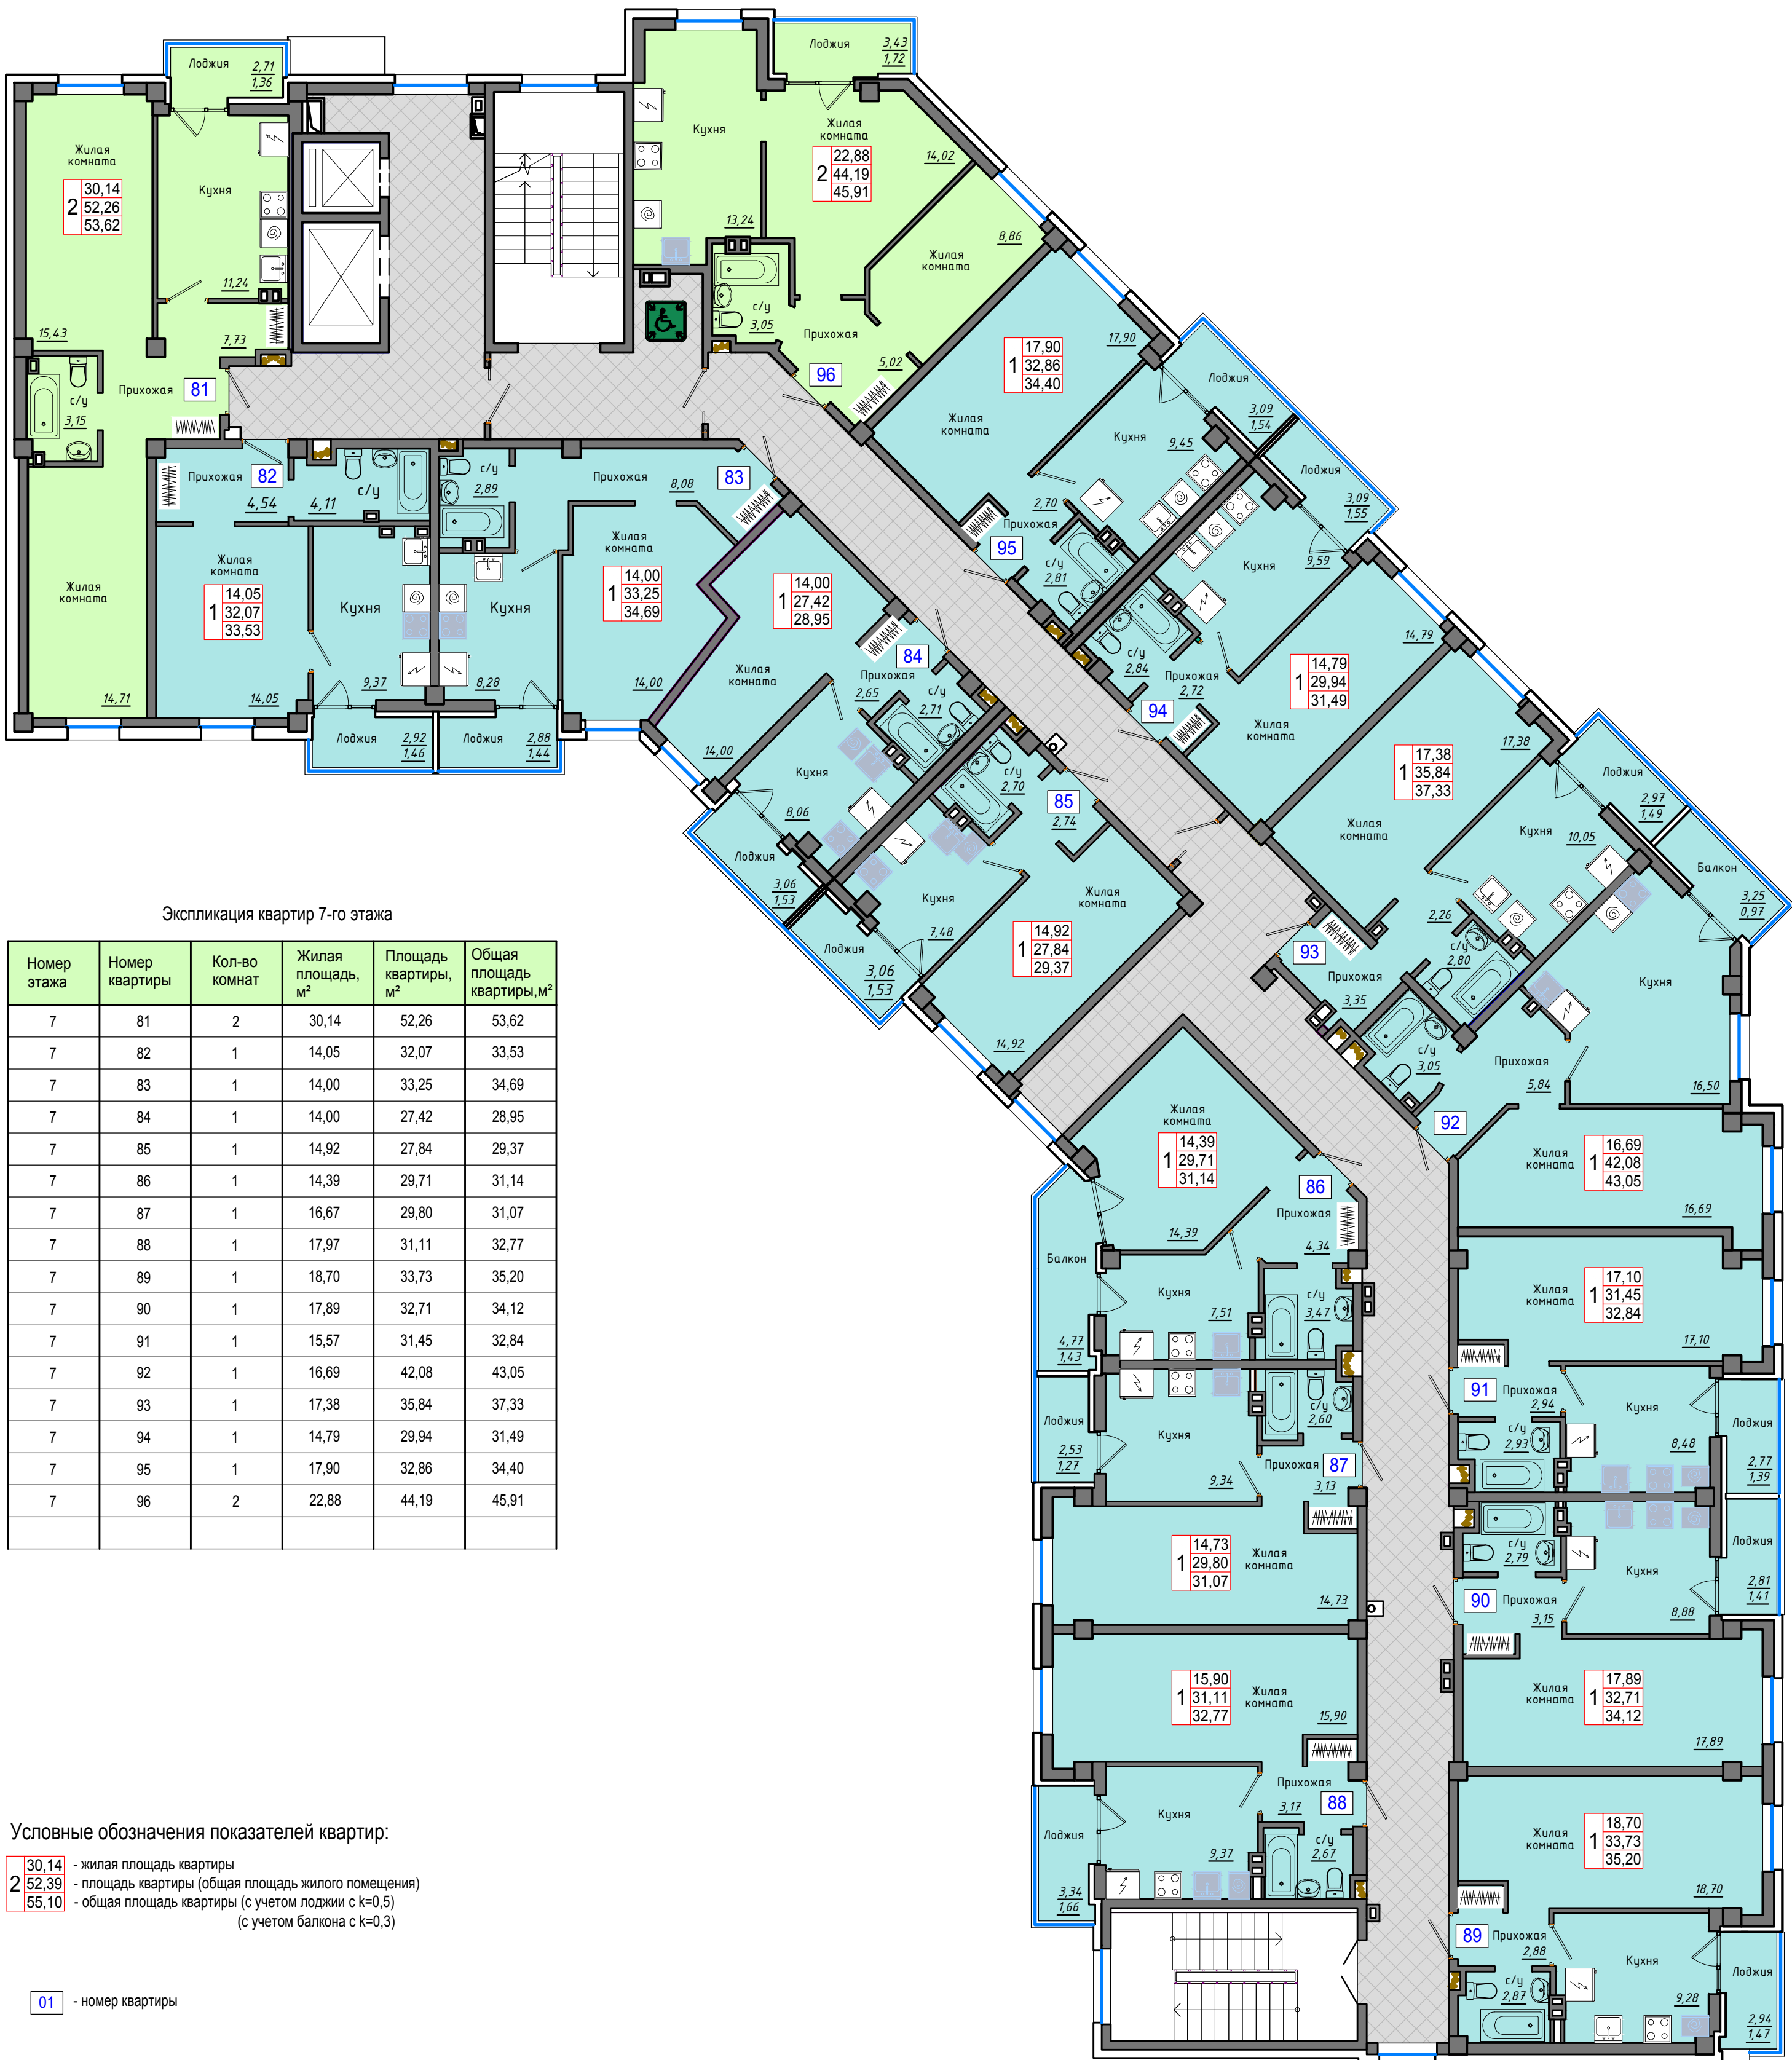 Лоджия
2,71
1,36
Жилая
комната
2
30,14
52,26
53,62
Кухня
11,24
15,43
7,73
Прихожая
81
с/у
3,15
Жилая
комната
14,71
Лоджия
3,43
1,72
Кухня
13,24
Жилая
комната
14,02
2
22,88
44,19
45,91
Жилая
комната
8,86
с/у
3,05
Прихожая
5,02
96
Прихожая
82
4,54
4,11
с/у
Жилая
комната
1
14,05
32,07
33,53
14,05
Кухня
9,37
Лоджия
2,92
1,46
с/у
2,89
Прихожая
8,08
83
Жилая
комната
1
14,00
33,25
34,69
14,00
Кухня
8,28
Лоджия
2,88
1,44
1
14,00
27,42
28,95
Жилая
комната
14,00
84
Прихожая
2,65
с/у
2,71
Кухня
8,06
Лоджия
3,06
1,53
с/у
2,70
85
2,74
Жилая
комната
1
14,92
27,84
29,37
14,92
Кухня
7,48
Лоджия
3,06
1,53
1
17,90
32,86
34,40
17,90
Жилая
комната
Кухня
9,45
Лоджия
3,09
1,54
2,70
Прихожая
95
с/у
2,81
Лоджия
3,09
1,55
Кухня
9,59
с/у
2,84
Прихожая
2,72
94
1
14,79
29,94
31,49
14,79
Жилая
комната
1
17,38
35,84
37,33
17,38
Жилая
комната
Кухня
10,05
Лоджия
2,97
1,49
2,26
с/у
2,80
93
Прихожая
3,35
Балкон
3,25
0,97
Кухня
16,50
с/у
3,05
Прихожая
5,84
92
Жилая
комната
1
16,69
42,08
43,05
16,69
Жилая
комната
1
14,39
29,71
31,14
14,39
86
Прихожая
4,34
Балкон
4,77
1,43
Кухня
7,51
с/у
3,47
Жилая
комната
1
17,10
31,45
32,84
17,10
91
Прихожая
2,94
с/у
2,93
Кухня
8,48
Лоджия
2,77
1,39
Лоджия
2,53
1,27
Кухня
9,34
с/у
2,60
Прихожая
87
3,13
1
14,73
29,80
31,07
Жилая
комната
14,73
с/у
2,79
90
Прихожая
3,15
Кухня
8,88
Лоджия
2,81
1,41
Жилая
комната
1
17,89
32,71
34,12
17,89
1
15,90
31,11
32,77
Жилая
комната
15,90
Прихожая
3,17
88
Кухня
9,37
с/у
2,67
Лоджия
3,34
1,66
Жилая
комната
1
18,70
33,73
35,20
18,70
89
Прихожая
2,88
с/у
2,87
Кухня
9,28
Лоджия
2,94
1,47
Экспликация квартир 7-го этажа
Номер этажа Номер квартиры Кол-во комнат Жилая площадь, м² Площадь квартиры, м² Общая площадь квартиры,м²
7 81 2 30,14 52,26 53,62
7 82 1 14,05 32,07 33,53
7 83 1 14,00 33,25 34,69
7 84 1 14,00 27,42 28,95
7 85 1 14,92 27,84 29,37
7 86 1 14,39 29,71 31,14
7 87 1 16,67 29,80 31,07
7 88 1 17,97 31,11 32,77
7 89 1 18,70 33,73 35,20
7 90 1 17,89 32,71 34,12
7 91 1 15,57 31,45 32,84
7 92 1 16,69 42,08 43,05
7 93 1 17,38 35,84 37,33
7 94 1 14,79 29,94 31,49
7 95 1 17,90 32,86 34,40
7 96 2 22,88 44,19 45,91
Условные обозначения показателей квартир:
2
30,14 - жилая площадь квартиры
52,39 - площадь квартиры (общая площадь жилого помещения)
55,10 - общая площадь квартиры (с учетом лоджии с k=0,5)
(с учетом балкона с k=0,3)
01 - номер квартиры